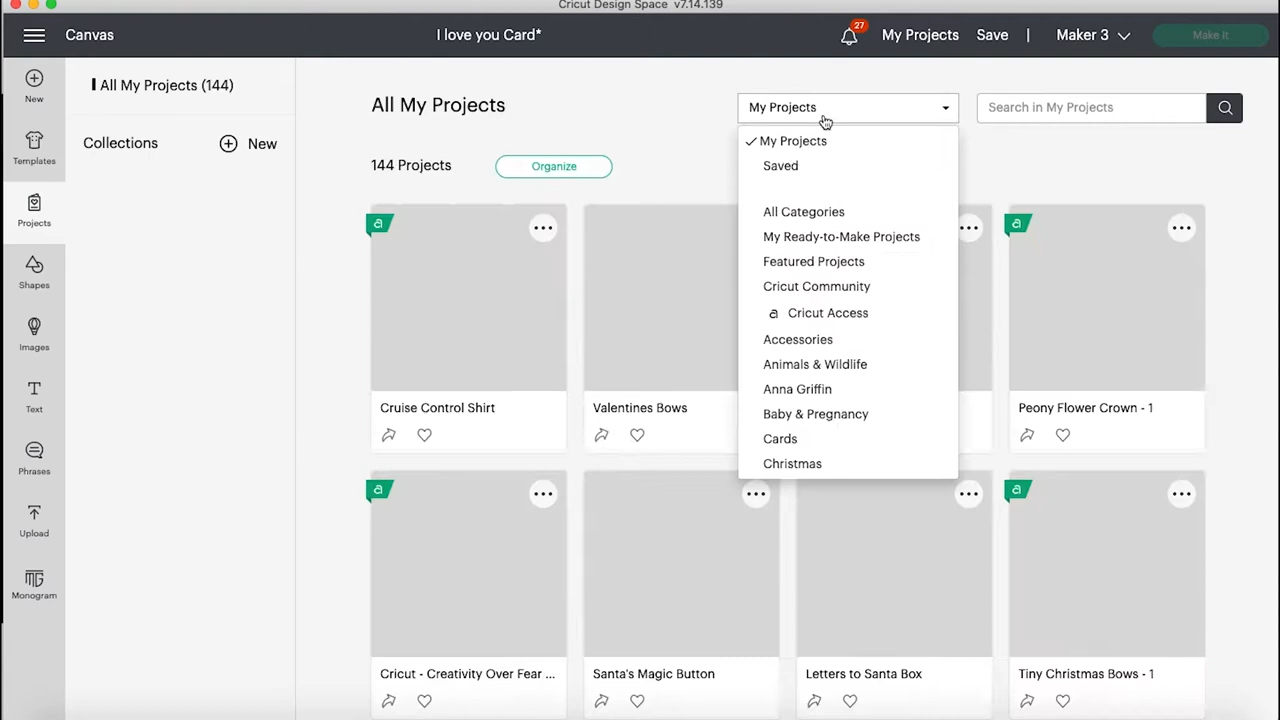 Cricut Design Space v7.14.139
Canvas
I love you Card*
27
My Projects
Save
|
Maker 3
Make It
New
Templates
Projects
Shapes
Images
Text
Phrases
Upload
Monogram
All My Projects (144)
Collections
New
All My Projects
My Projects
Search in My Projects
144 Projects
Organize
My Projects
Saved
All Categories
My Ready-to-Make Projects
Featured Projects
Cricut Community
a Cricut Access
Accessories
Animals & Wildlife
Anna Griffin
Baby & Pregnancy
Cards
Christmas
a
a
Cruise Control Shirt
Valentines Bows
Peony Flower Crown - 1
a
a
Cricut - Creativity Over Fear ...
Santa's Magic Button
Letters to Santa Box
Tiny Christmas Bows - 1